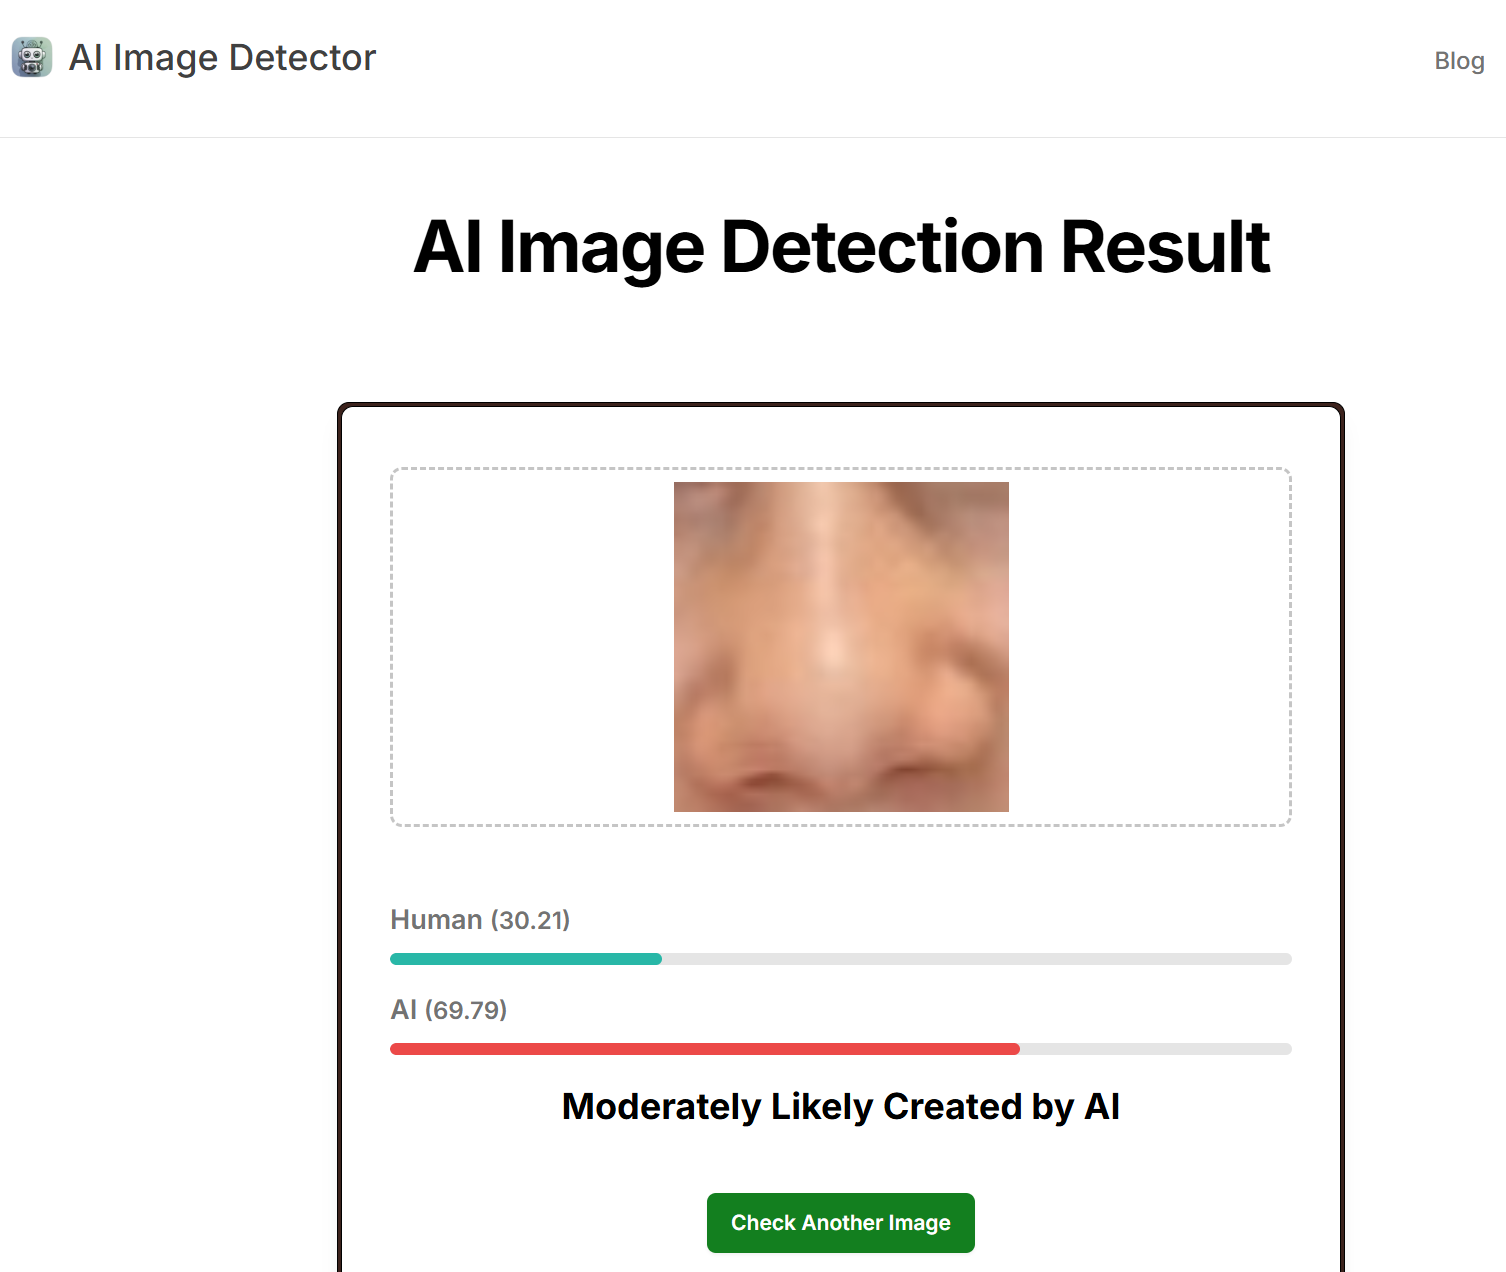 AI Image Detector
Blog
AI Image Detection Result
Human (30.21)
AI (69.79)
Moderately Likely Created by AI
Check Another Image